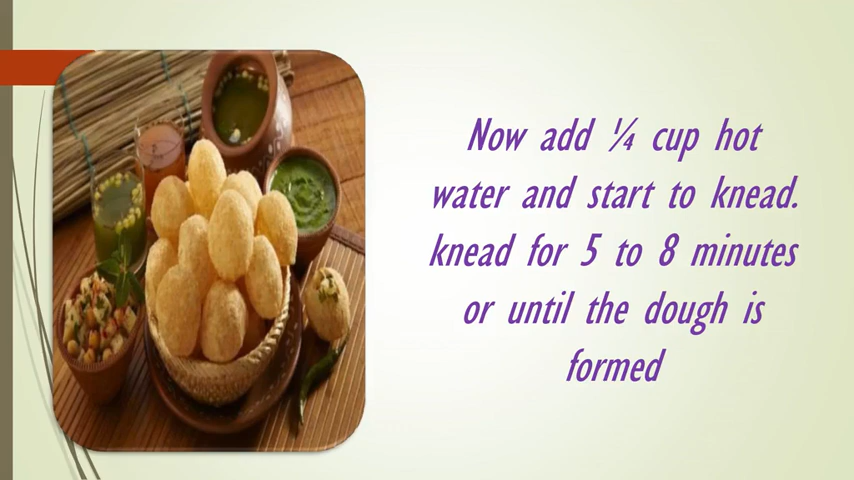 Now add ¼ cup hot
water and start to knead.
knead for 5 to 8 minutes
or until the dough is
formed